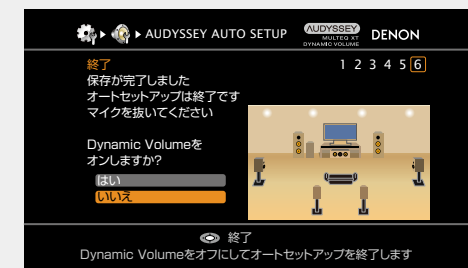 AUDYSSEY AUTO SETUP
AUDYSSEY
MULTEQ XT
DYNAMIC VOLUME
DENON
終了
1 2 3 4 5 6
保存が完了しました
オートセットアップは終了です
マイクを抜いてください
Dynamic Volumeを
オンしますか?
はい
いいえ
終了
Dynamic Volumeをオフにしてオートセットアップを終了します